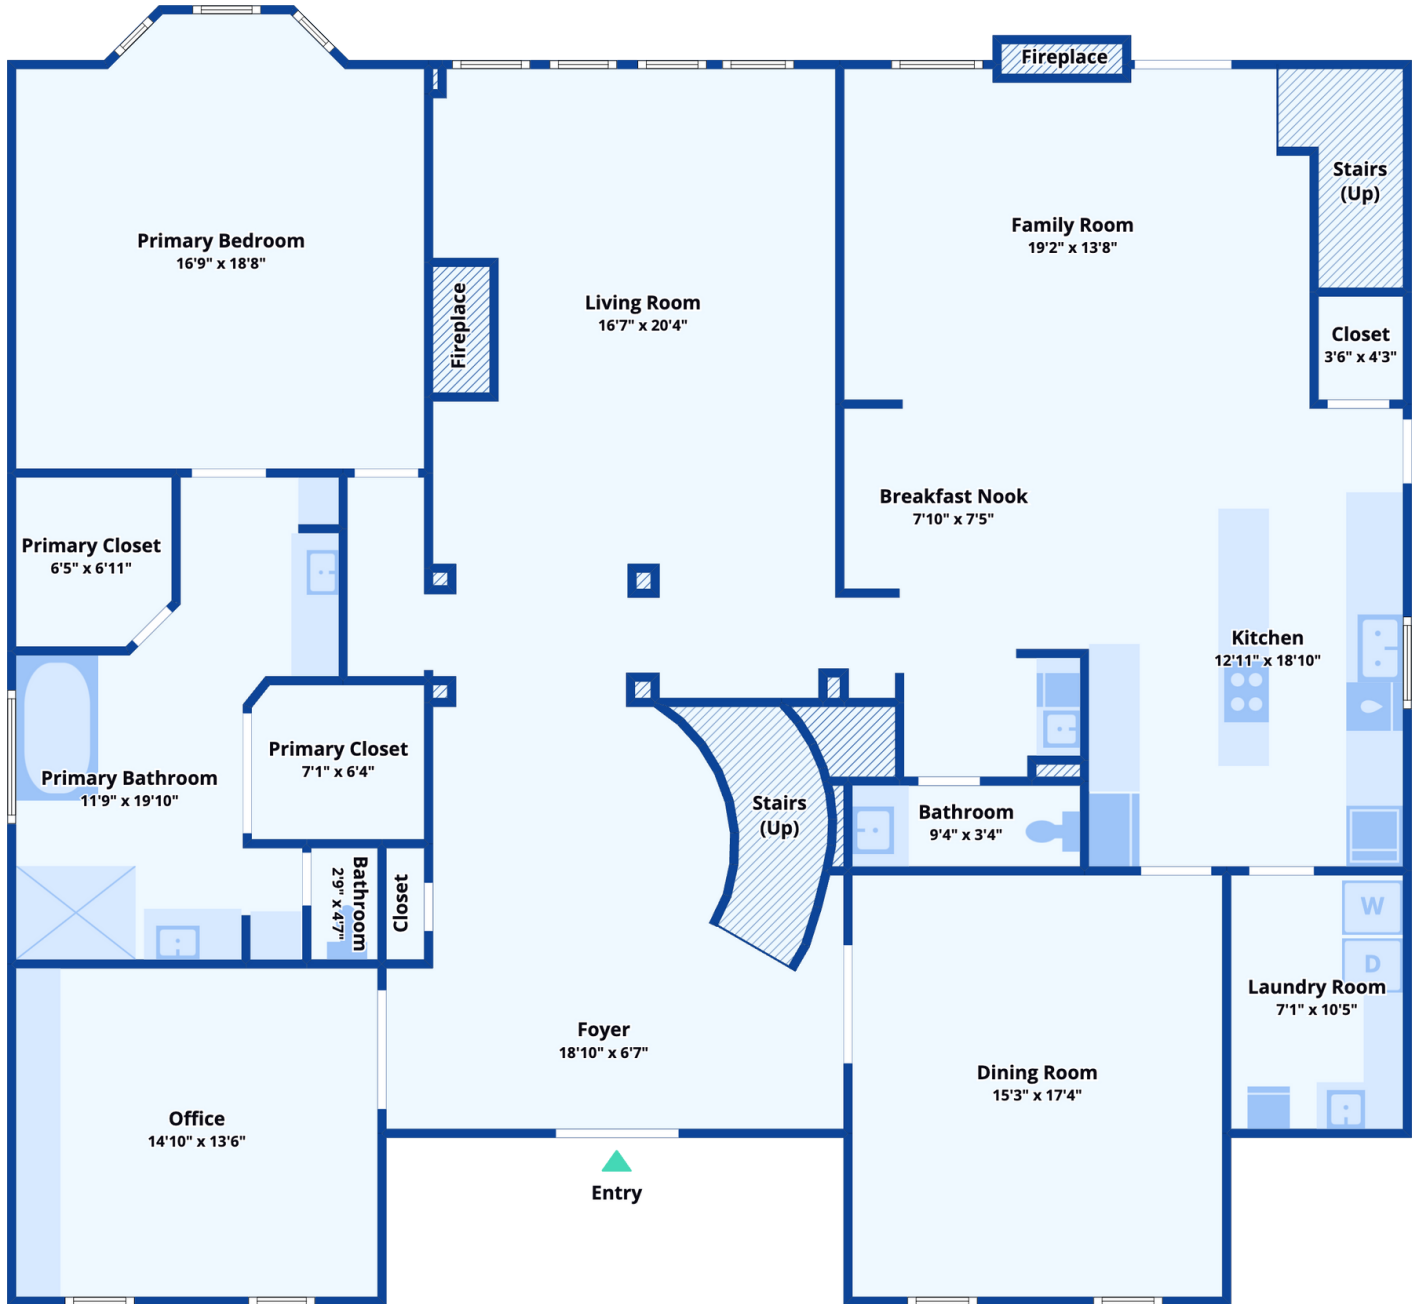 Fireplace
Stairs
(Up)
Primary Bedroom
16'9" x 18'8"
Family Room
19'2" x 13'8"
Living Room
16'7" x 20'4"
Fireplace
Closet
3'6" x 4'3"
Breakfast Nook
7'10" x 7'5"
Primary Closet
6'5" x 6'11"
Kitchen
12'11" x 18'10"
Primary Closet
7'1" x 6'4"
Primary Bathroom
11'9" x 19'10"
Stairs
(Up)
Bathroom
9'4" x 3'4"
Bathroom
2'9" x 4'7"
Closet
W
D
Laundry Room
7'1" x 10'5"
Foyer
18'10" x 6'7"
Dining Room
15'3" x 17'4"
Office
14'10" x 13'6"
Entry